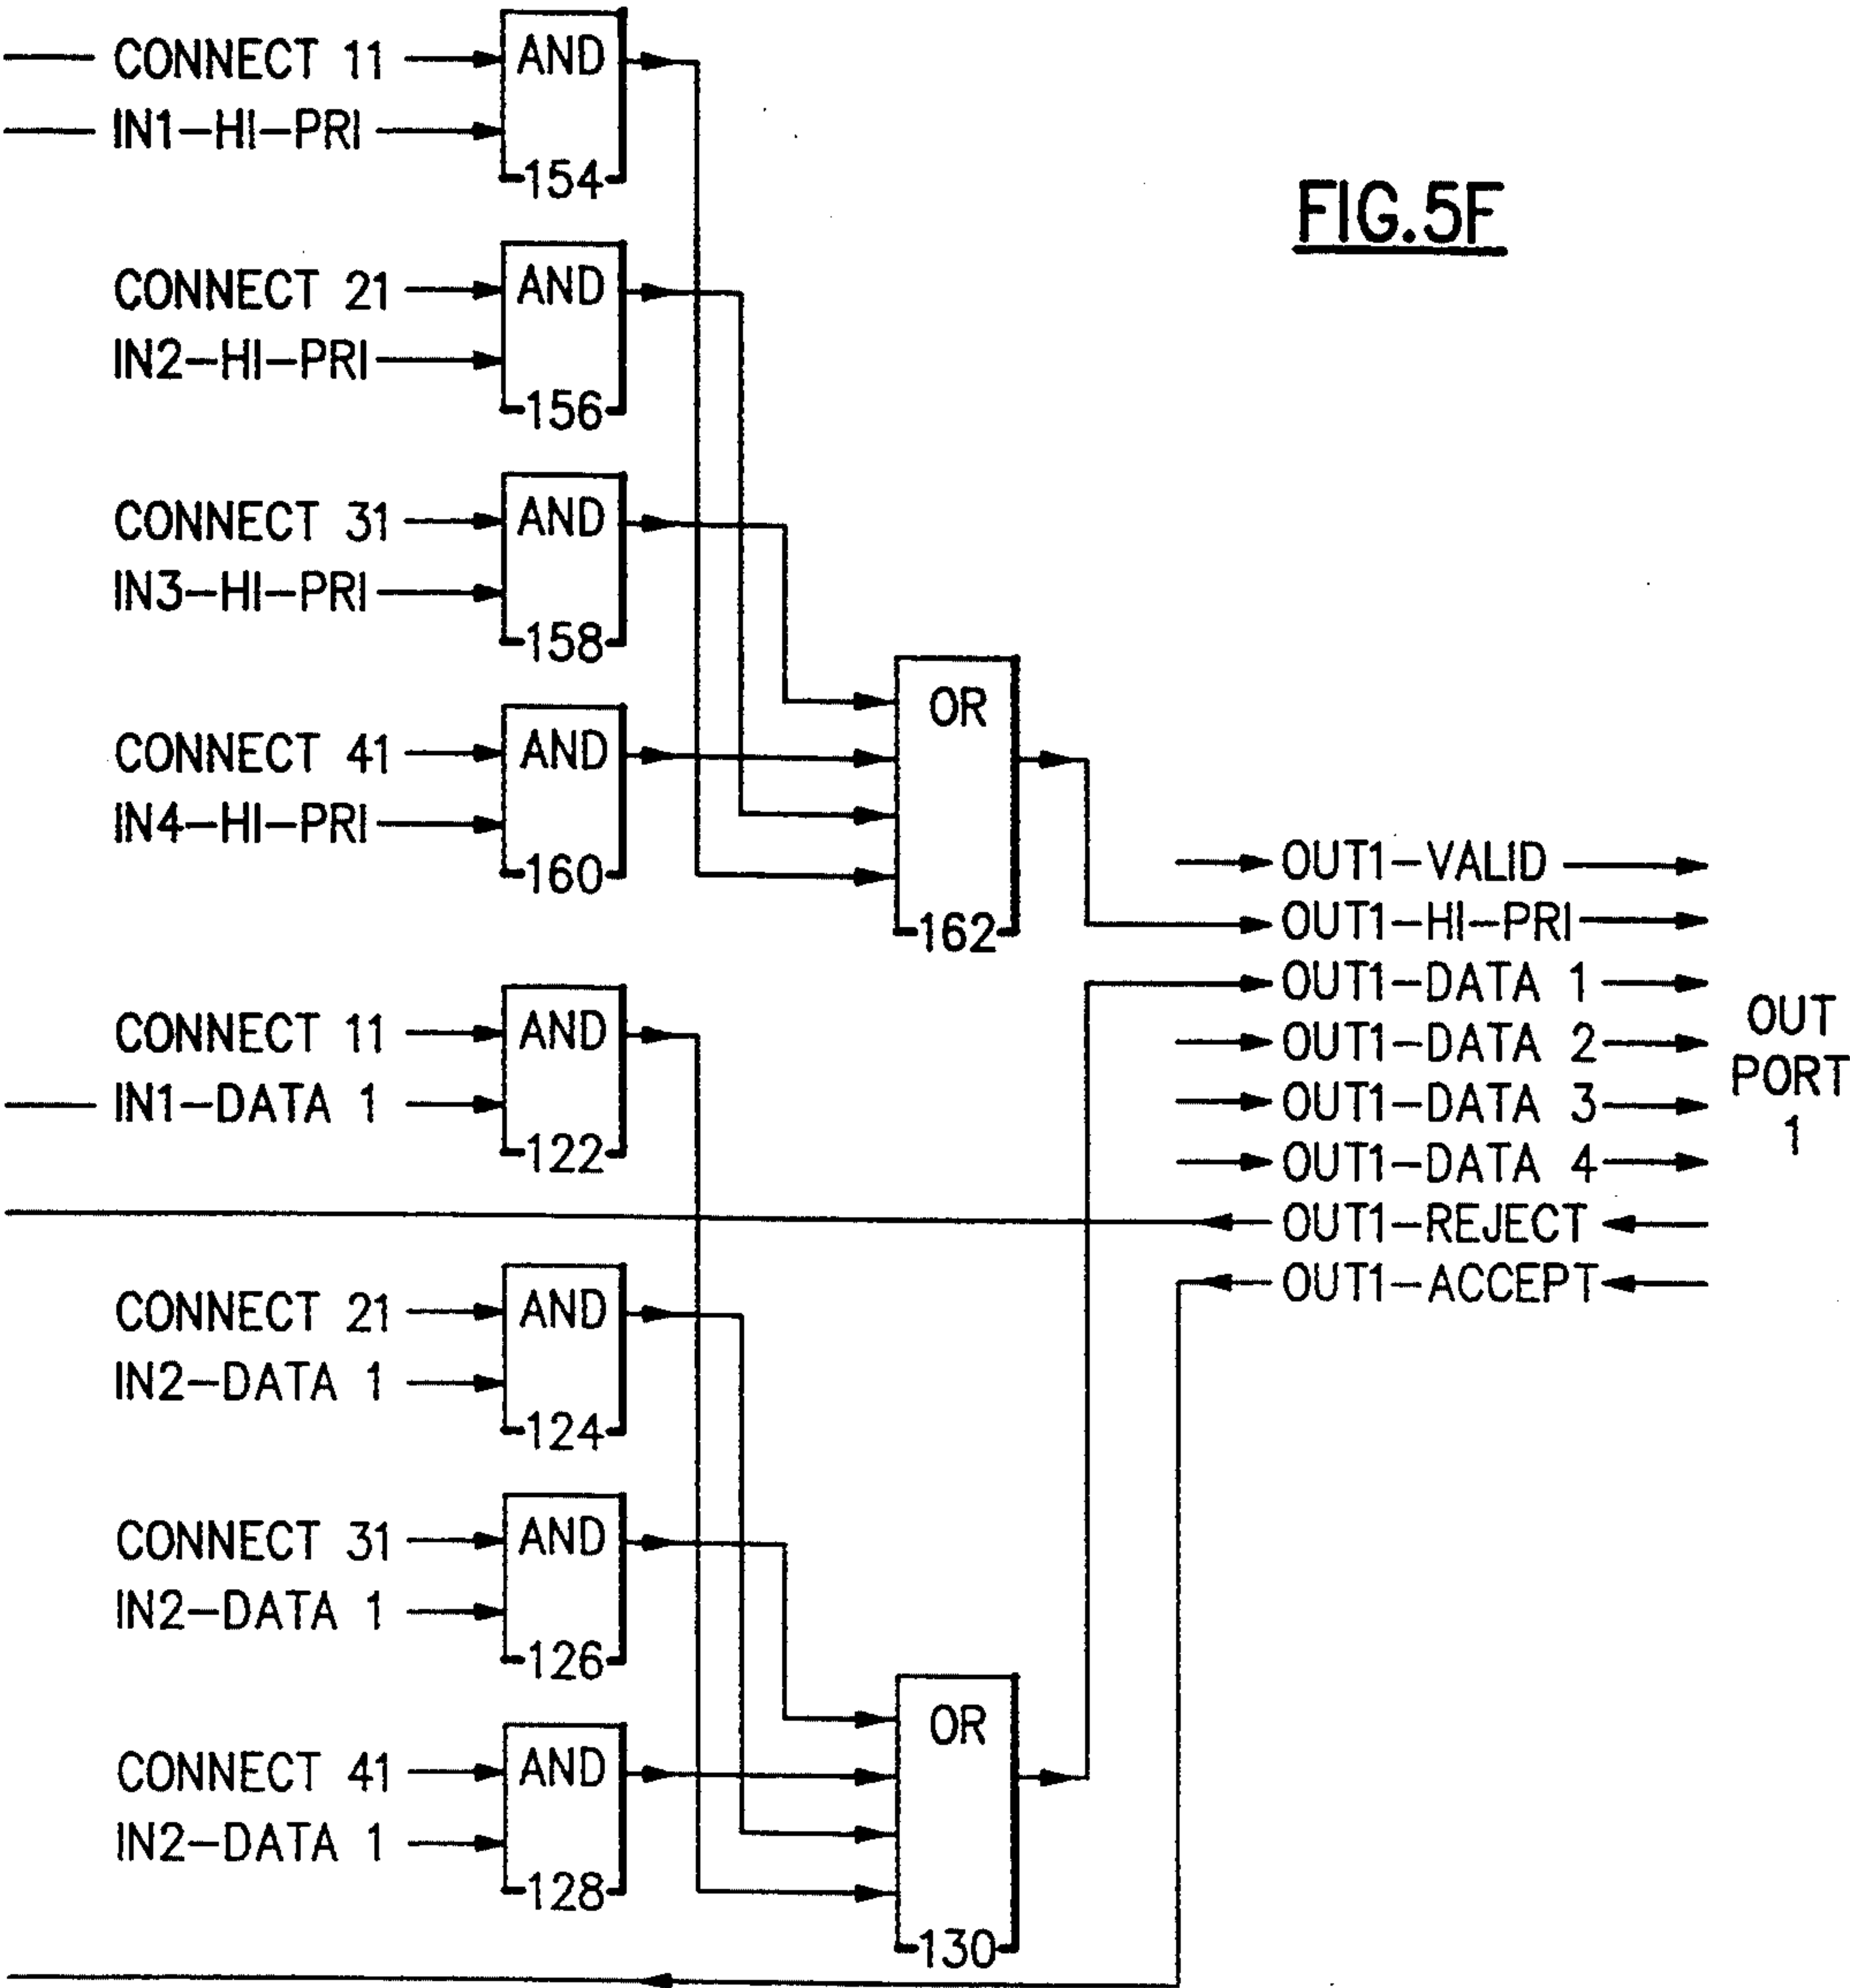 CONNECT 11
AND
IN1-HI-PRI
154
FIG.5F
CONNECT 21
AND
IN2-HI-PRI
156
CONNECT 31
AND
IN3-HI-PRI
158
OR
CONNECT 41
AND
IN4-HI-PRI
160
162
OUT1-VALID
OUT1-HI-PRI
OUT1-DATA 1
OUT1-DATA 2
OUT1-DATA 3
OUT1-DATA 4
OUT1-REJECT
OUT1-ACCEPT
OUT
PORT
1
CONNECT 11
AND
IN1-DATA 1
122
CONNECT 21
AND
IN2-DATA 1
124
CONNECT 31
AND
IN2-DATA 1
126
OR
CONNECT 41
AND
IN2-DATA 1
128
130